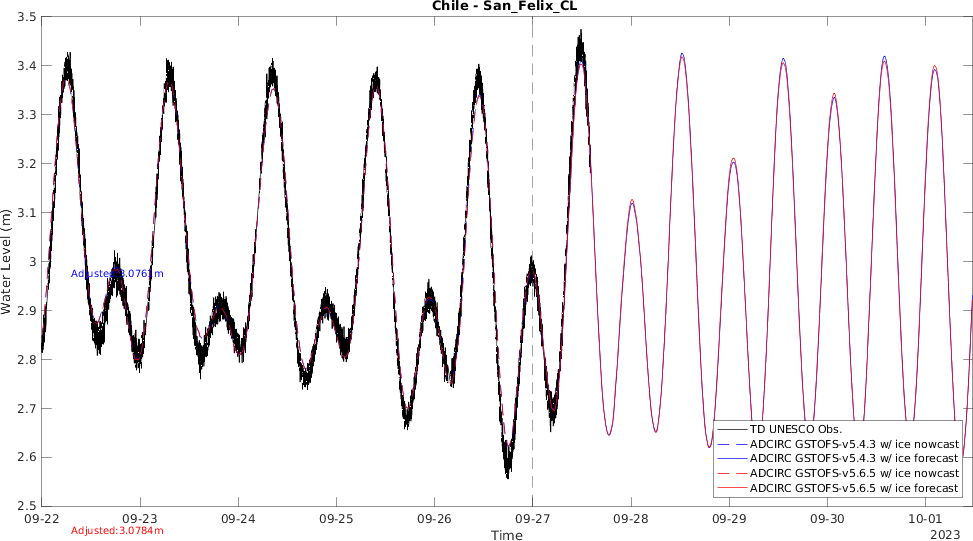 Chile - San_Felix_CL
3.5
3.4
3.3
3.2
3.1
3
2.9
2.8
2.7
2.6
2.5
Water Level (m)
Adjusted:3.0761m
TD UNESCO Obs.
ADCIRC GSTOFS-v5.4.3 w/ ice nowcast
ADCIRC GSTOFS-v5.4.3 w/ ice forecast
ADCIRC GSTOFS-v5.6.5 w/ ice nowcast
ADCIRC GSTOFS-v5.6.5 w/ ice forecast
09-22 09-23 09-24 09-25 09-26 09-27 09-28 09-29 09-30 10-01
Adjusted:3.0784m
Time
2023